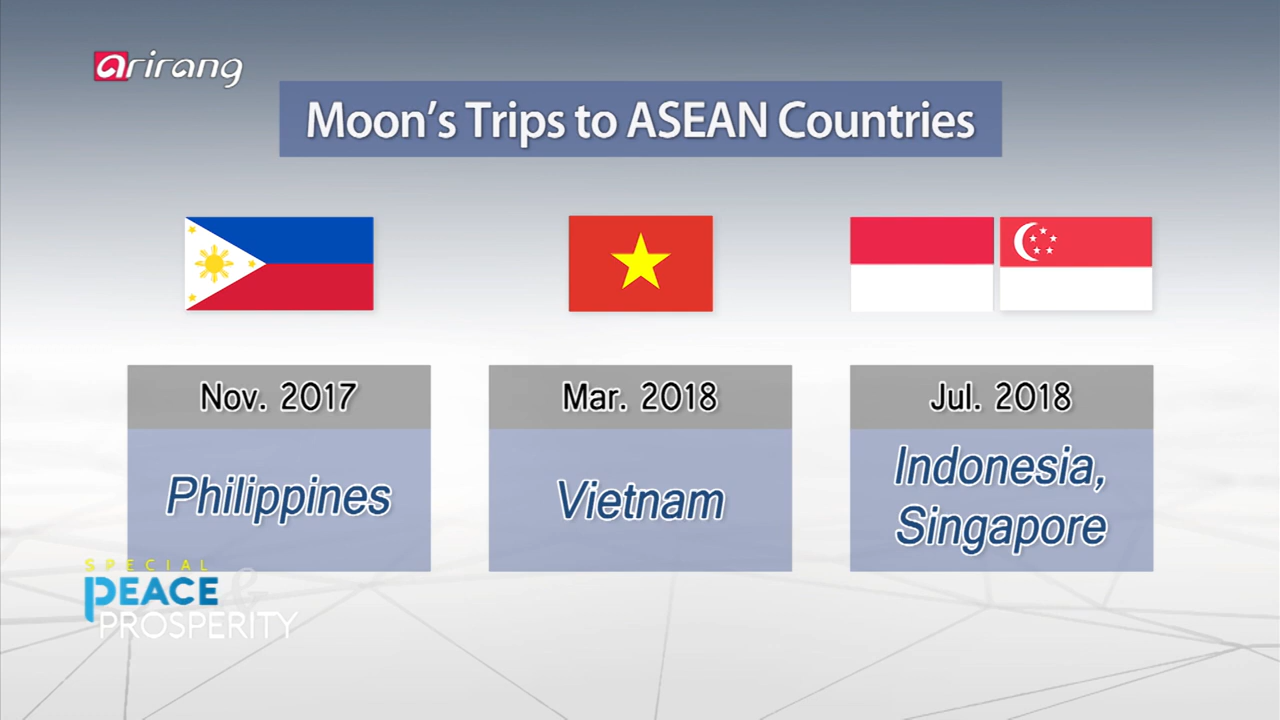 arirang
Moon's Trips to ASEAN Countries
Nov. 2017
Philippines
Mar. 2018
Vietnam
Jul. 2018
Indonesia,
Singapore
SPECIAL
PEACE &
PROSPERITY